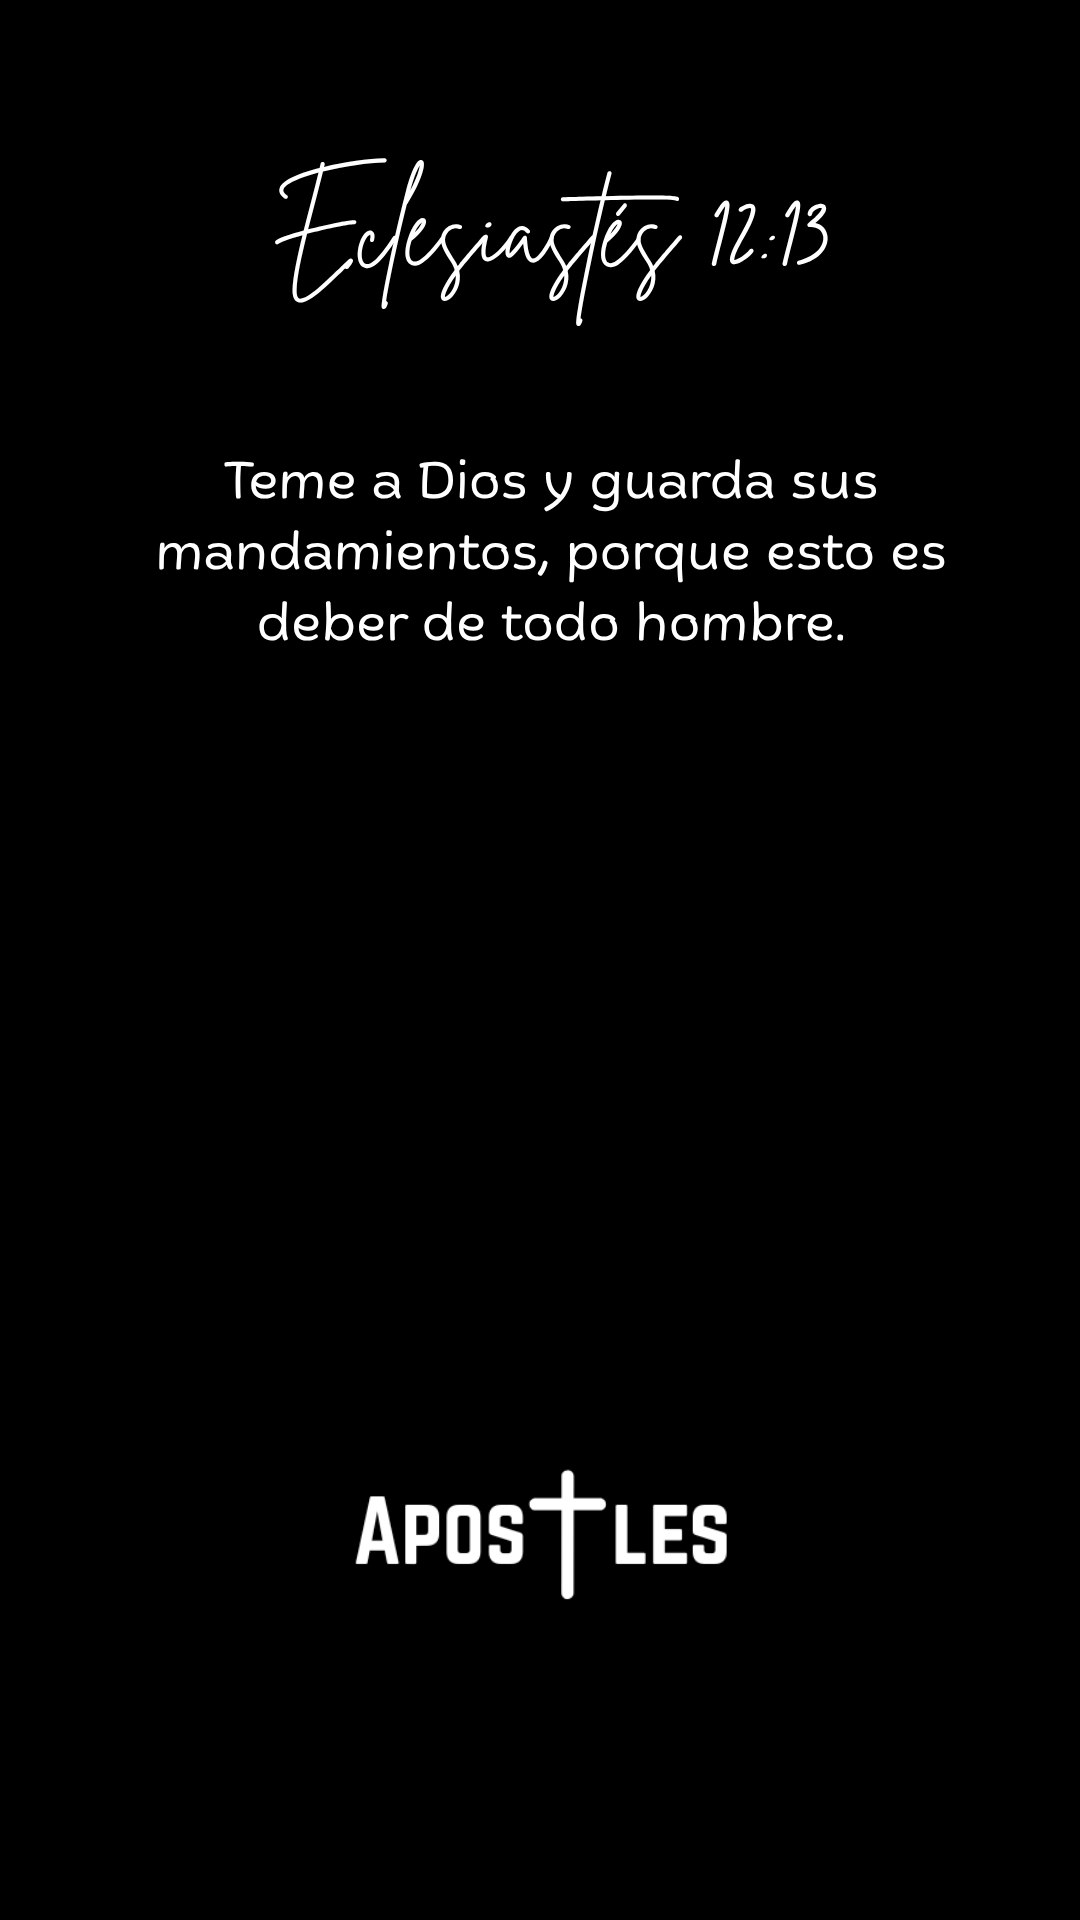 Eclesiastés 12:13
Teme a Dios y guarda sus
mandamientos, porque esto es
deber de todo hombre.
APOSTLES